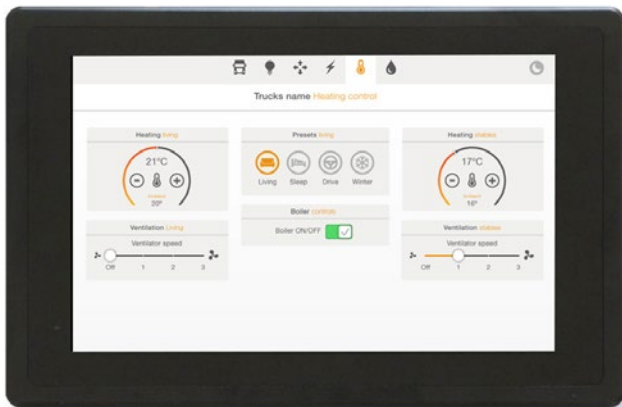 Trucks name Heating control
Heating living
21°C
20°
Presets living
Living Sleep Drive Winter
Heating stables
17°C
16°
Ventilation Living
Ventilator speed
Off 1 2 3
Boiler controls
Boiler ON/OFF
Ventilation stables
Ventilator speed
Off 1 2 3